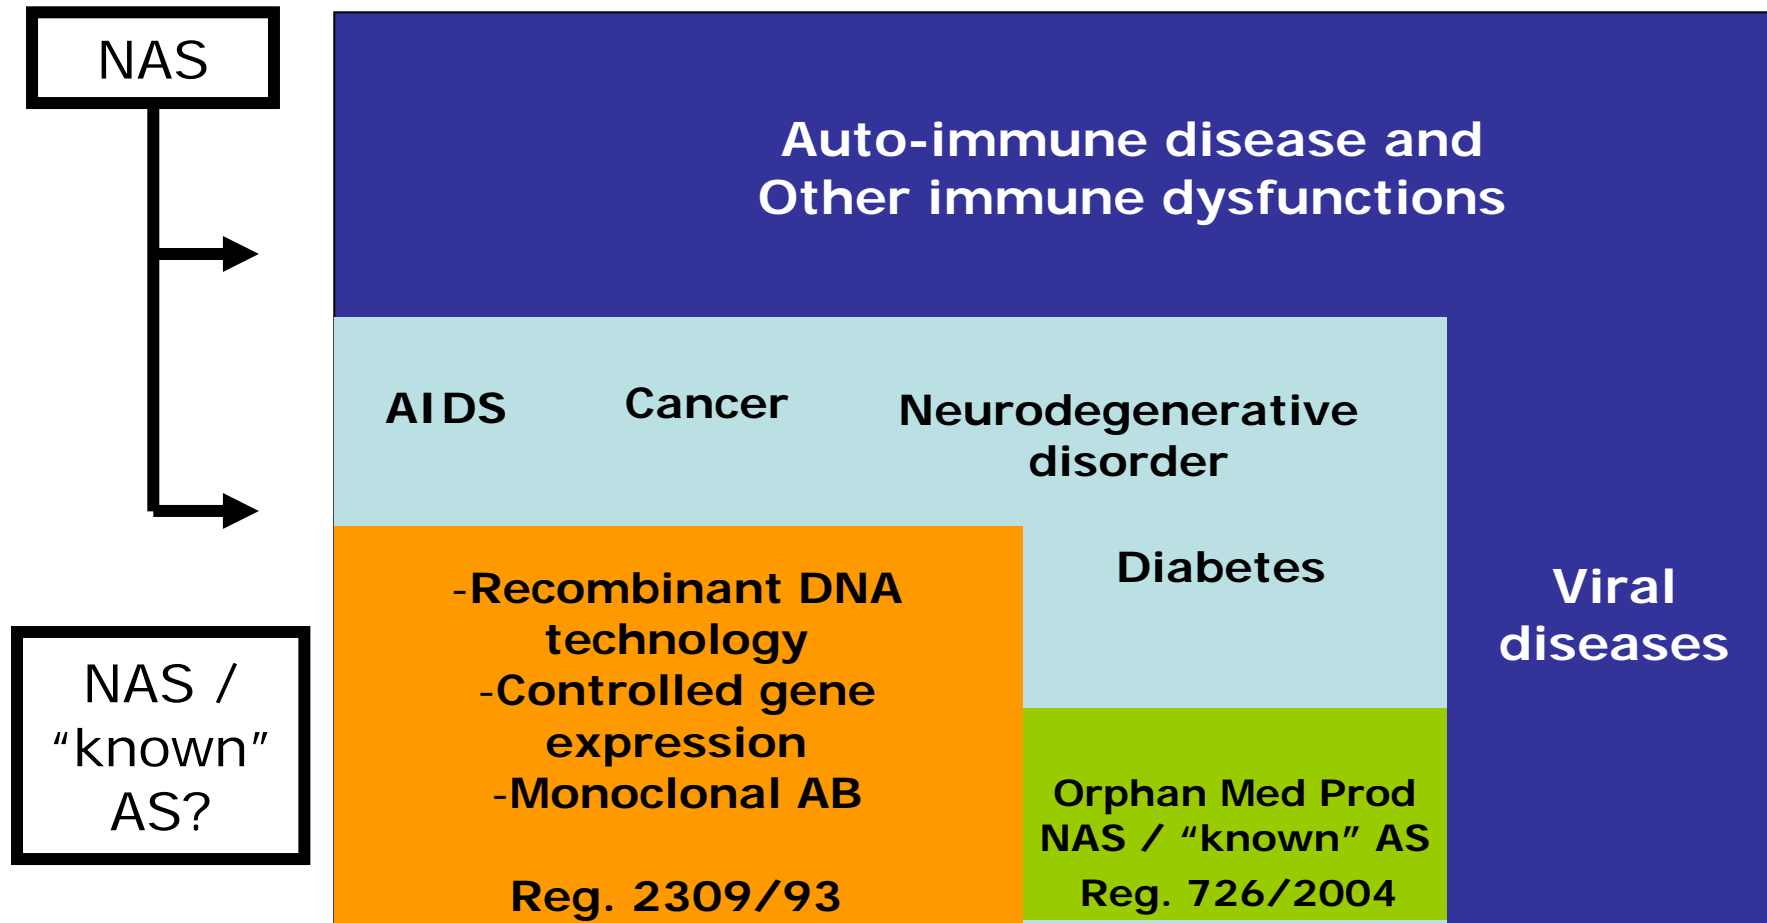 NAS
Auto-immune disease and
Other immune dysfunctions
AIDS
Cancer
Neurodegenerative
disorder
Diabetes
Viral
diseases
-Recombinant DNA
technology
-Controlled gene
expression
-Monoclonal AB
Reg. 2309/93
NAS /
“known”
AS?
Orphan Med Prod
NAS / “known” AS
Reg. 726/2004